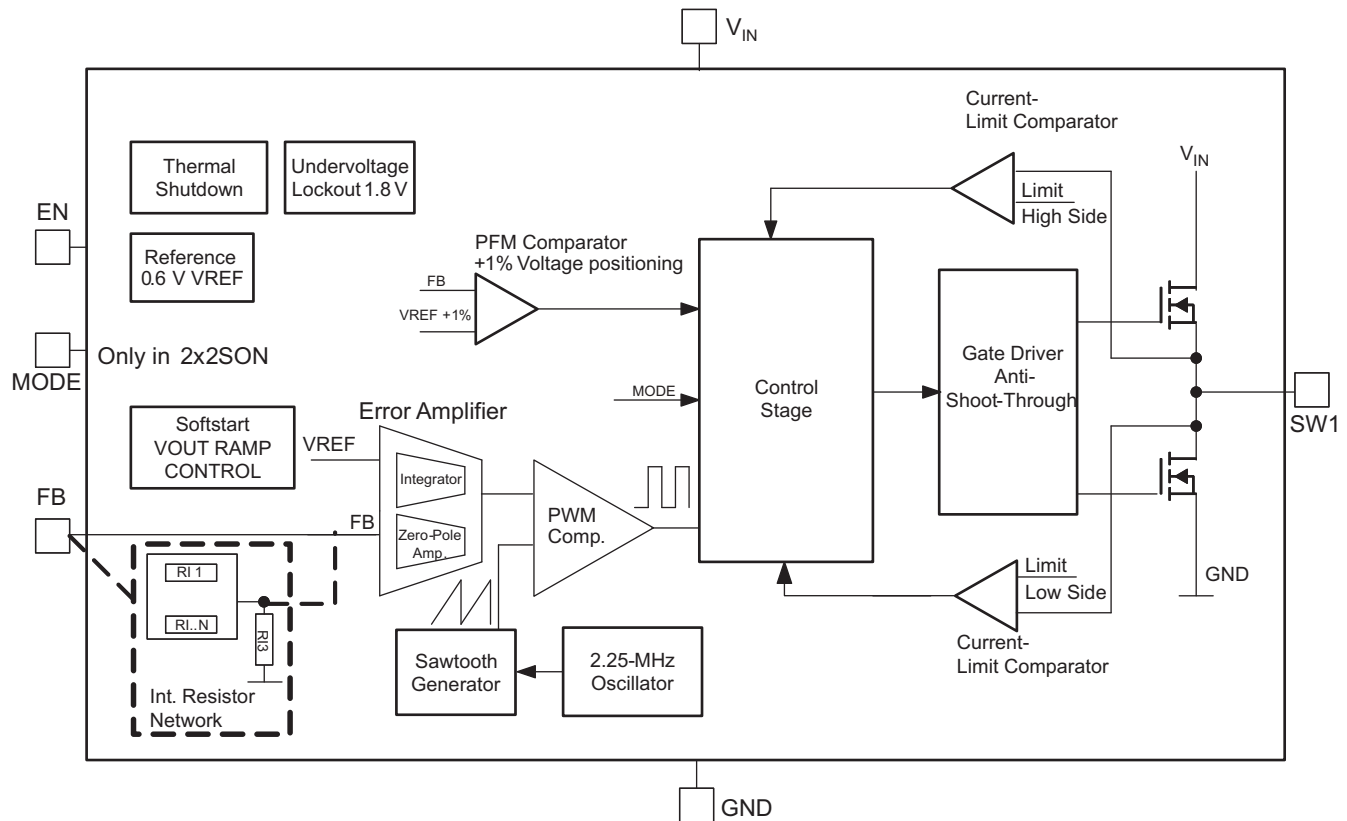 VIN
Current-
Limit Comparator
Thermal
Shutdown
Undervoltage
Lockout 1.8 V
VIN
Limit
High Side
EN
Reference
0.6 V VREF
PFM Comparator
+1% Voltage positioning
FB
VREF +1%
MODE
Only in 2x2SON
MODE
Control
Stage
Gate Driver
Anti-
Shoot-Through
SW1
Softstart
VOUT RAMP
CONTROL
Error Amplifier
VREF
Integrator
FB
FB
Zero-Pole
Amp.
PWM
Comp.
RI 1
RI..N
RI3
Int. Resistor
Network
Sawtooth
Generator
2.25-MHz
Oscillator
Limit
Low Side
GND
Current-
Limit Comparator
GND